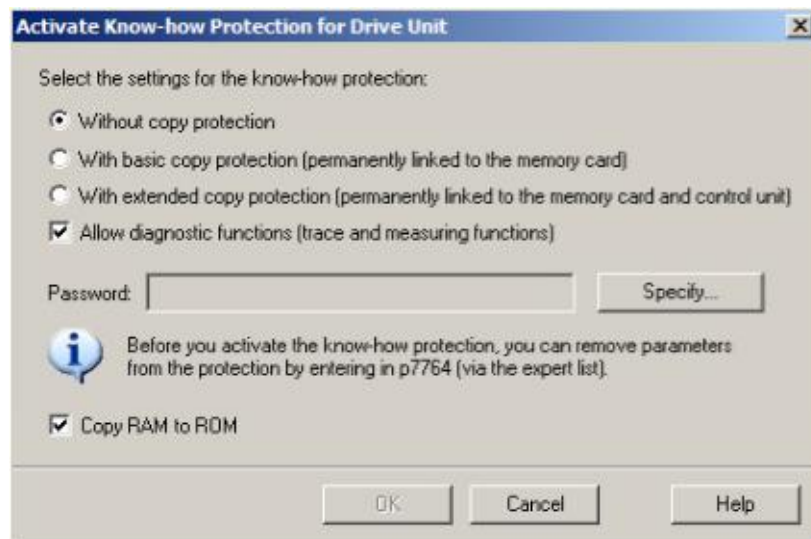 Activate Know-how Protection for Drive Unit
Select the settings for the know-how protection:
Without copy protection
With basic copy protection (permanently linked to the memory card)
With extended copy protection (permanently linked to the memory card and control unit)
Allow diagnostic functions (trace and measuring functions)
Password:
Specify...
Before you activate the know-how protection, you can remove parameters
from the protection by entering in p7764 (via the expert list).
Copy RAM to ROM
OK
Cancel
Help